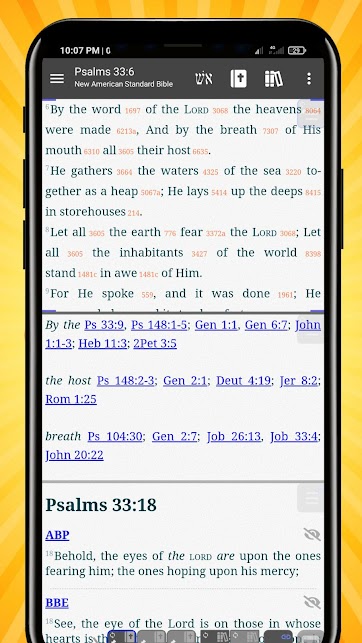 10:07 PM | G
4G
29
Psalms 33:6
New American Standard Bible
אש
6By the word 1697 of the LORD 3068 the heavens 8064
were made 6213a, And by the breath 7307 of His
mouth 6310 all 3605 their host 6635.
7He gathers 3664 the waters 4325 of the sea 3220 to-
gether as a heap 5067a; He lays 5414 up the deeps 8415
in storehouses 214.
8Let all 3605 the earth 776 fear 3372a the LORD 3068; Let
all 3605 the inhabitants 3427 of the world 8398
stand 1481c in awe 1481c of Him.
9For He spoke 559, and it was done 1961; He
By the Ps 33:9, Ps 148:1-5; Gen 1:1, Gen 6:7; John
1:1-3; Heb 11:3; 2Pet 3:5
the host Ps 148:2-3; Gen 2:1; Deut 4:19; Jer 8:2;
Rom 1:25
breath Ps 104:30; Gen 2:7; Job 26:13, Job 33:4;
John 20:22
Psalms 33:18
ABP
18Behold, the eyes of the LORD are upon the ones
fearing him; the ones hoping upon his mercy;
BBE
18See, the eye of the Lord is on those in whose
hearts is